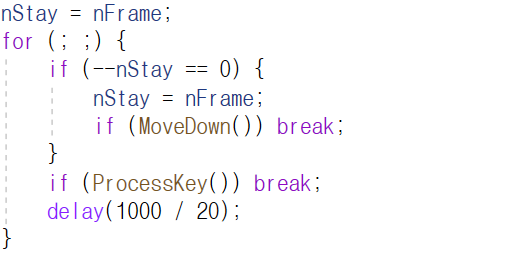 nStay = nFrame;
for (; ;) {
    if (--nStay == 0) {
        nStay = nFrame;
        if (MoveDown()) break;
    }
    if (ProcessKey()) break;
    delay(1000 / 20);
}